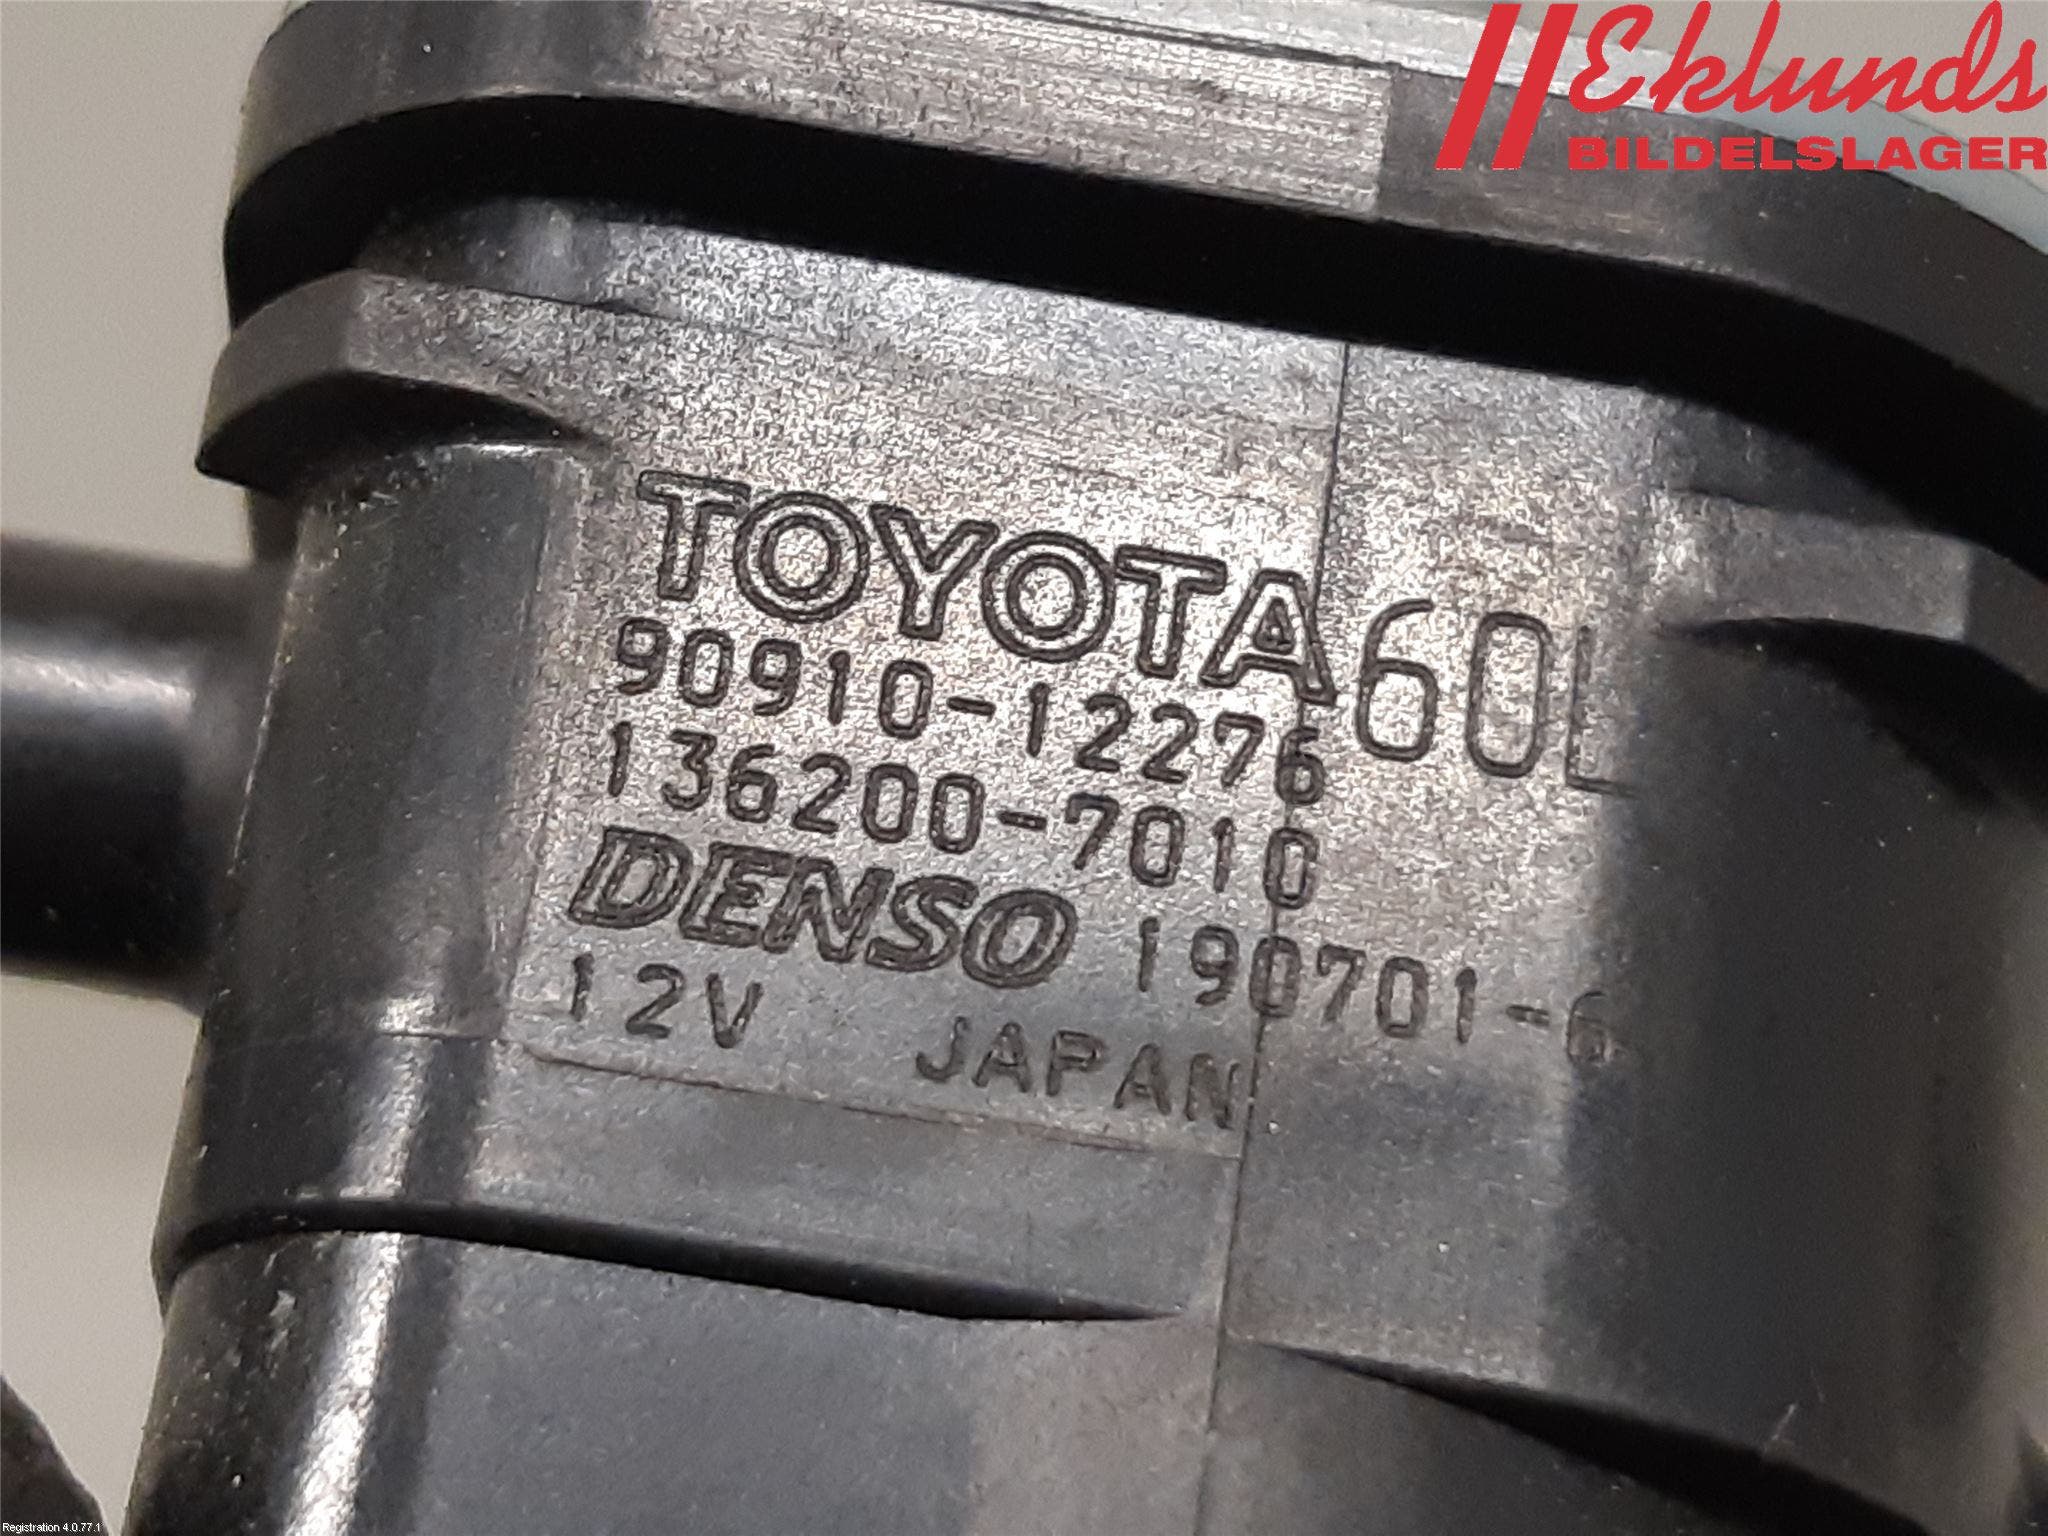 Eklunds
BILDELSLAGER
TOYOTA 60L
90910-12276
136200-7010
DENSO 190701-6
12V JAPAN
Registration 4.0.77.1